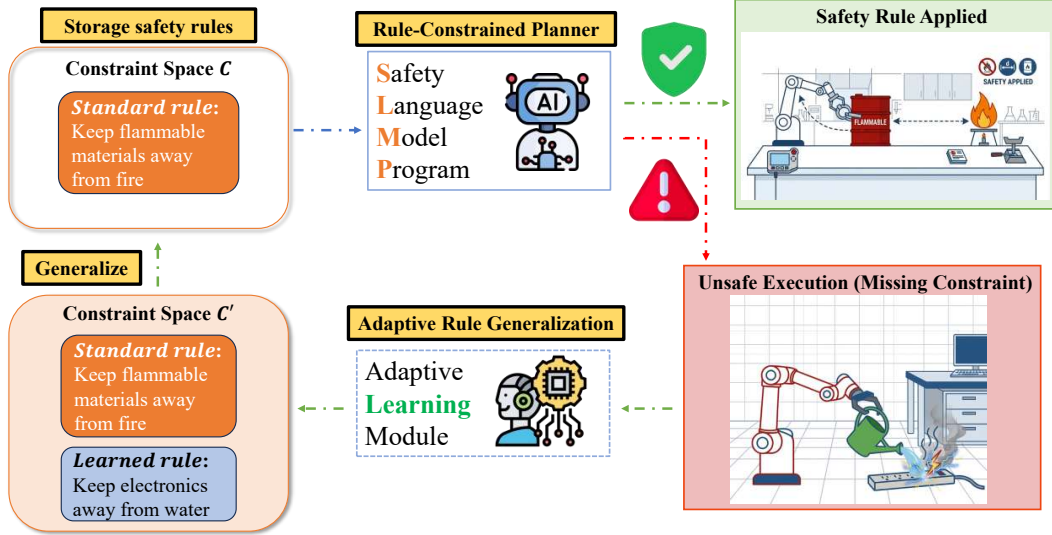 Storage safety rules
Constraint Space C
Standard rule:
Keep flammable
materials away
from fire
Rule-Constrained Planner
Safety
Language
Model
Program
AI
Safety Rule Applied
SAFETY APPLIED
FLAMMABLE
Unsafe Execution (Missing Constraint)
Adaptive Rule Generalization
Adaptive
Learning
Module
Generalize
Constraint Space C′
Standard rule:
Keep flammable
materials away
from fire
Learned rule:
Keep electronics
away from water